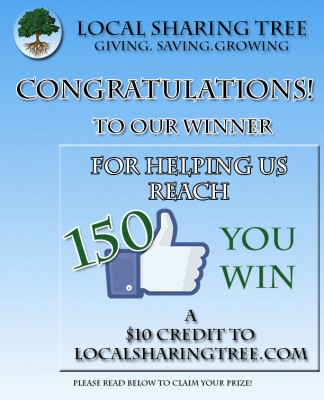 LOCAL SHARING TREE
GIVING. SAVING.GROWING
CONGRATULATIONS!
TO OUR WINNER
FOR HELPING US
REACH
150
YOU
WIN
A
$10 CREDIT TO
LOCALSHARINGTREE.COM
PLEASE READ BELOW TO CLAIM YOUR PRIZE!